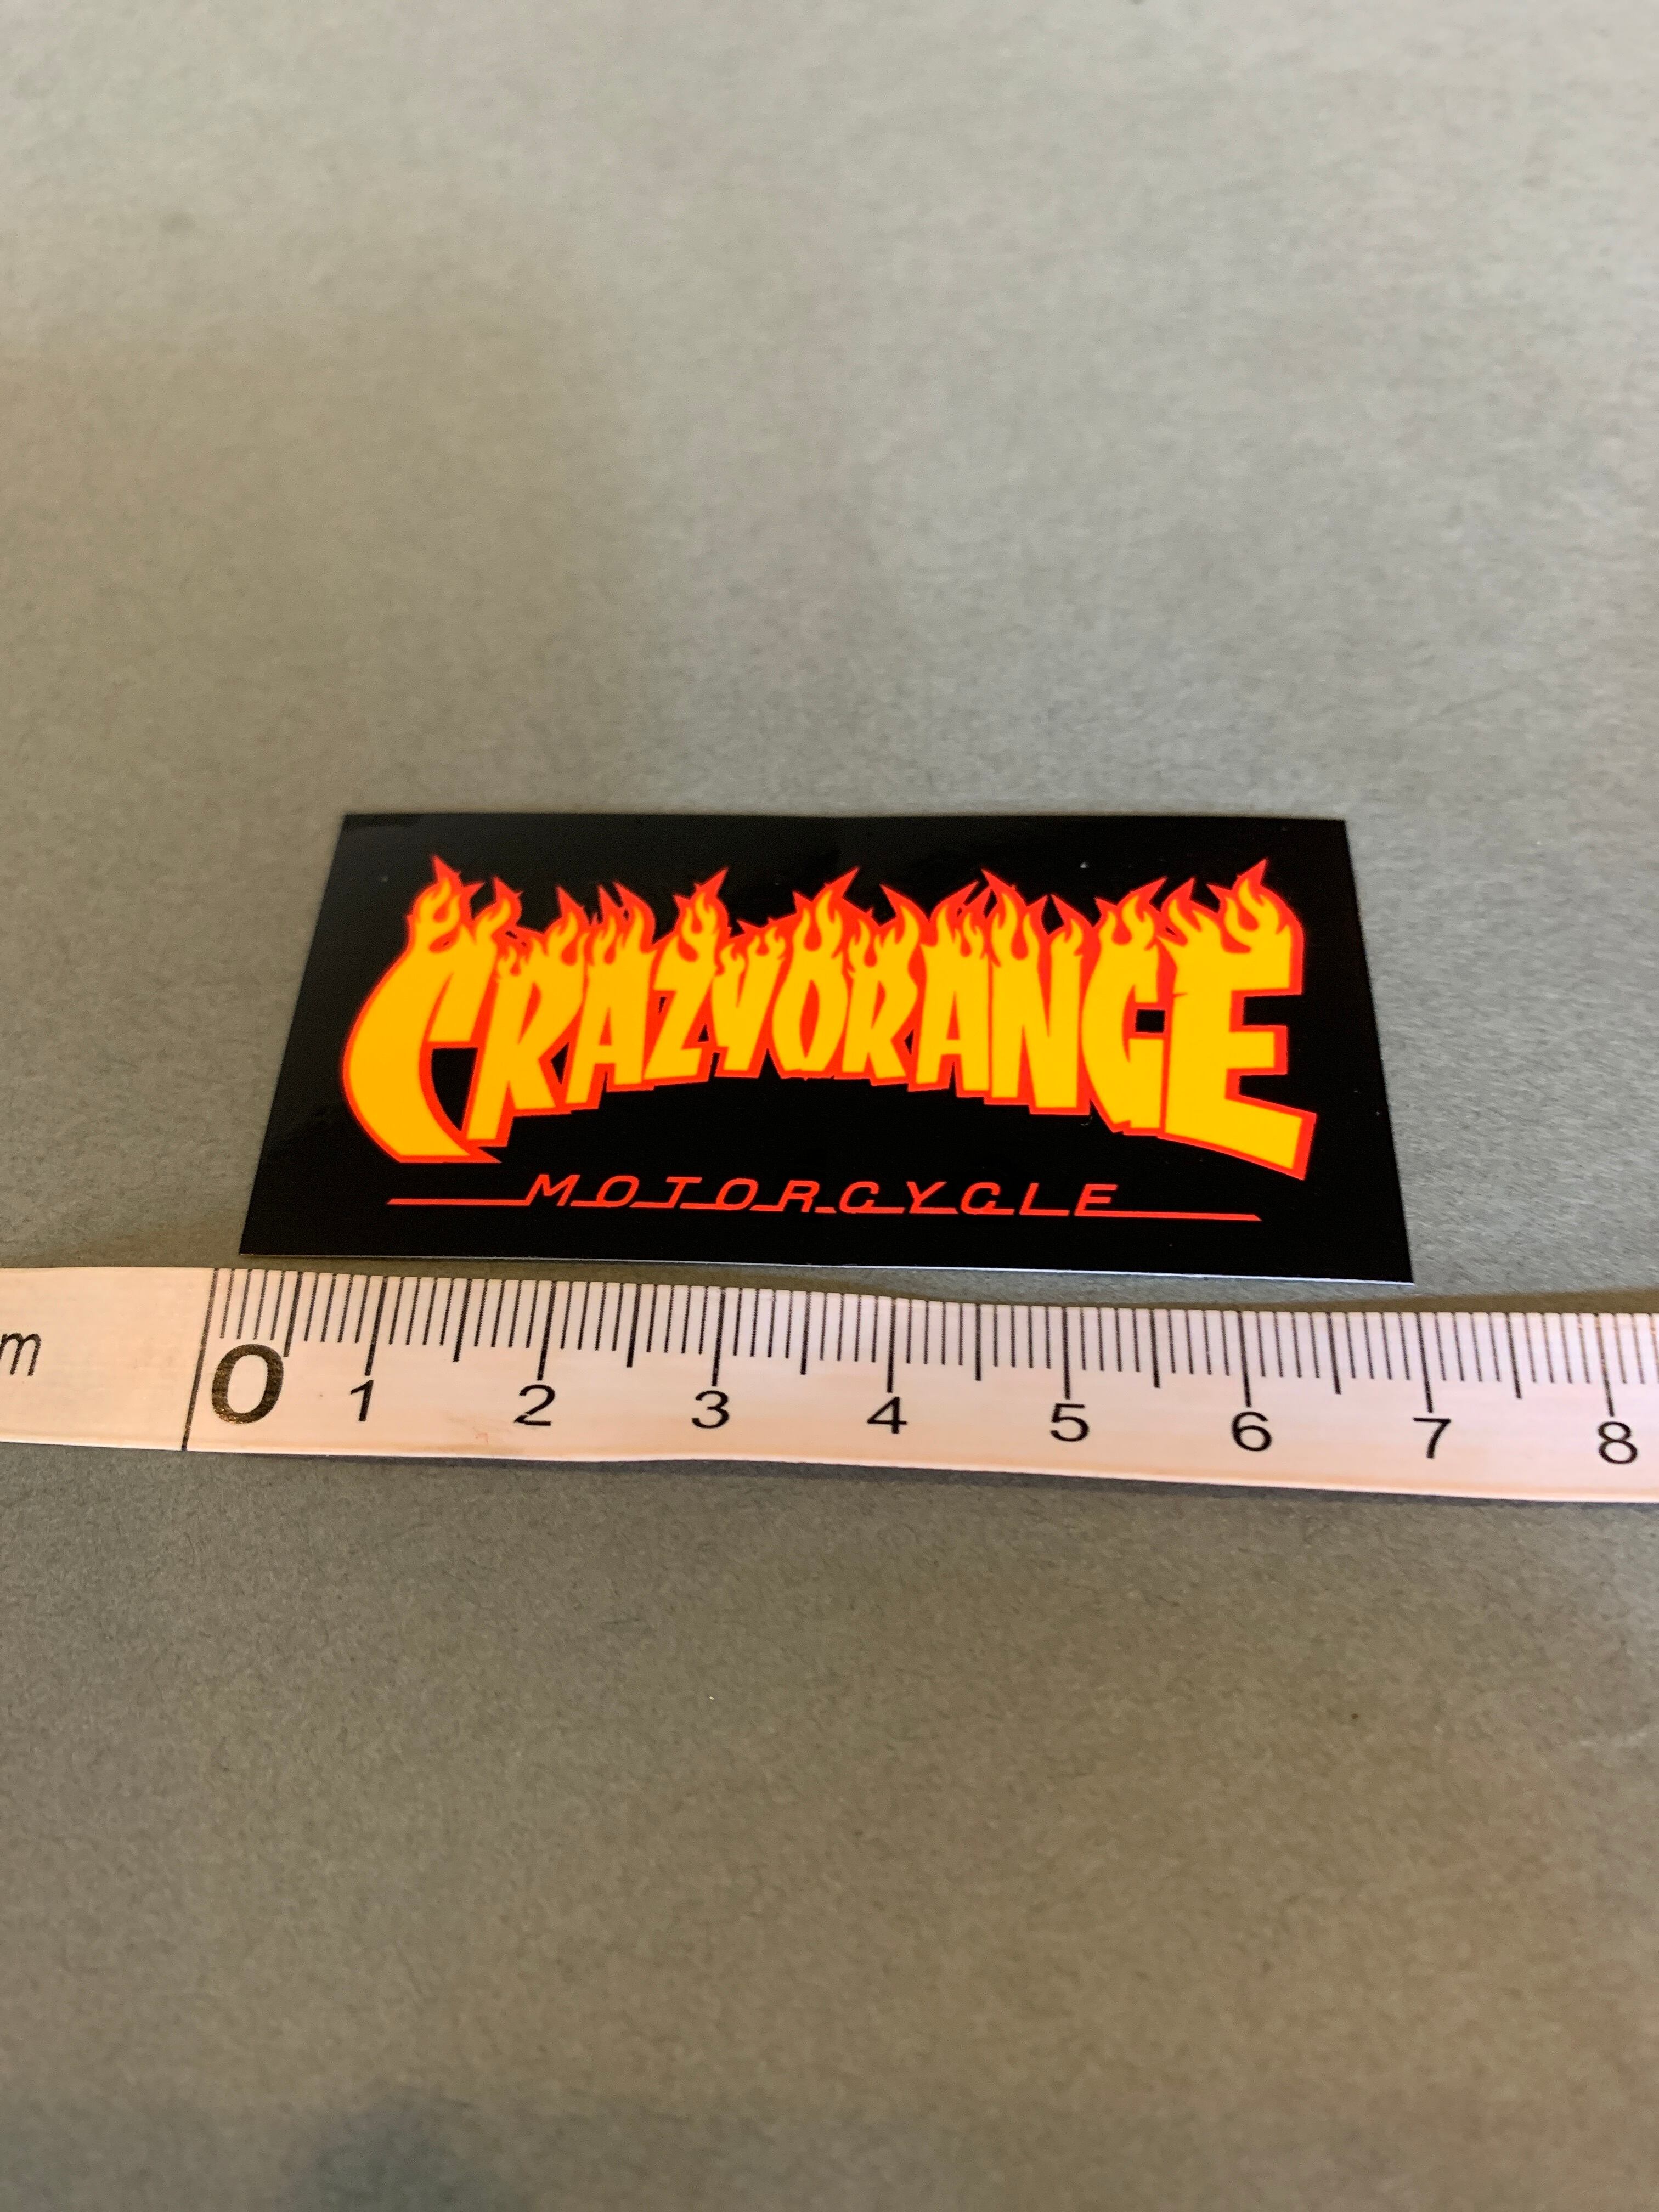 CRAZYORANGE
MOTORCYCLE
m 0 1 2 3 4 5 6 7 8